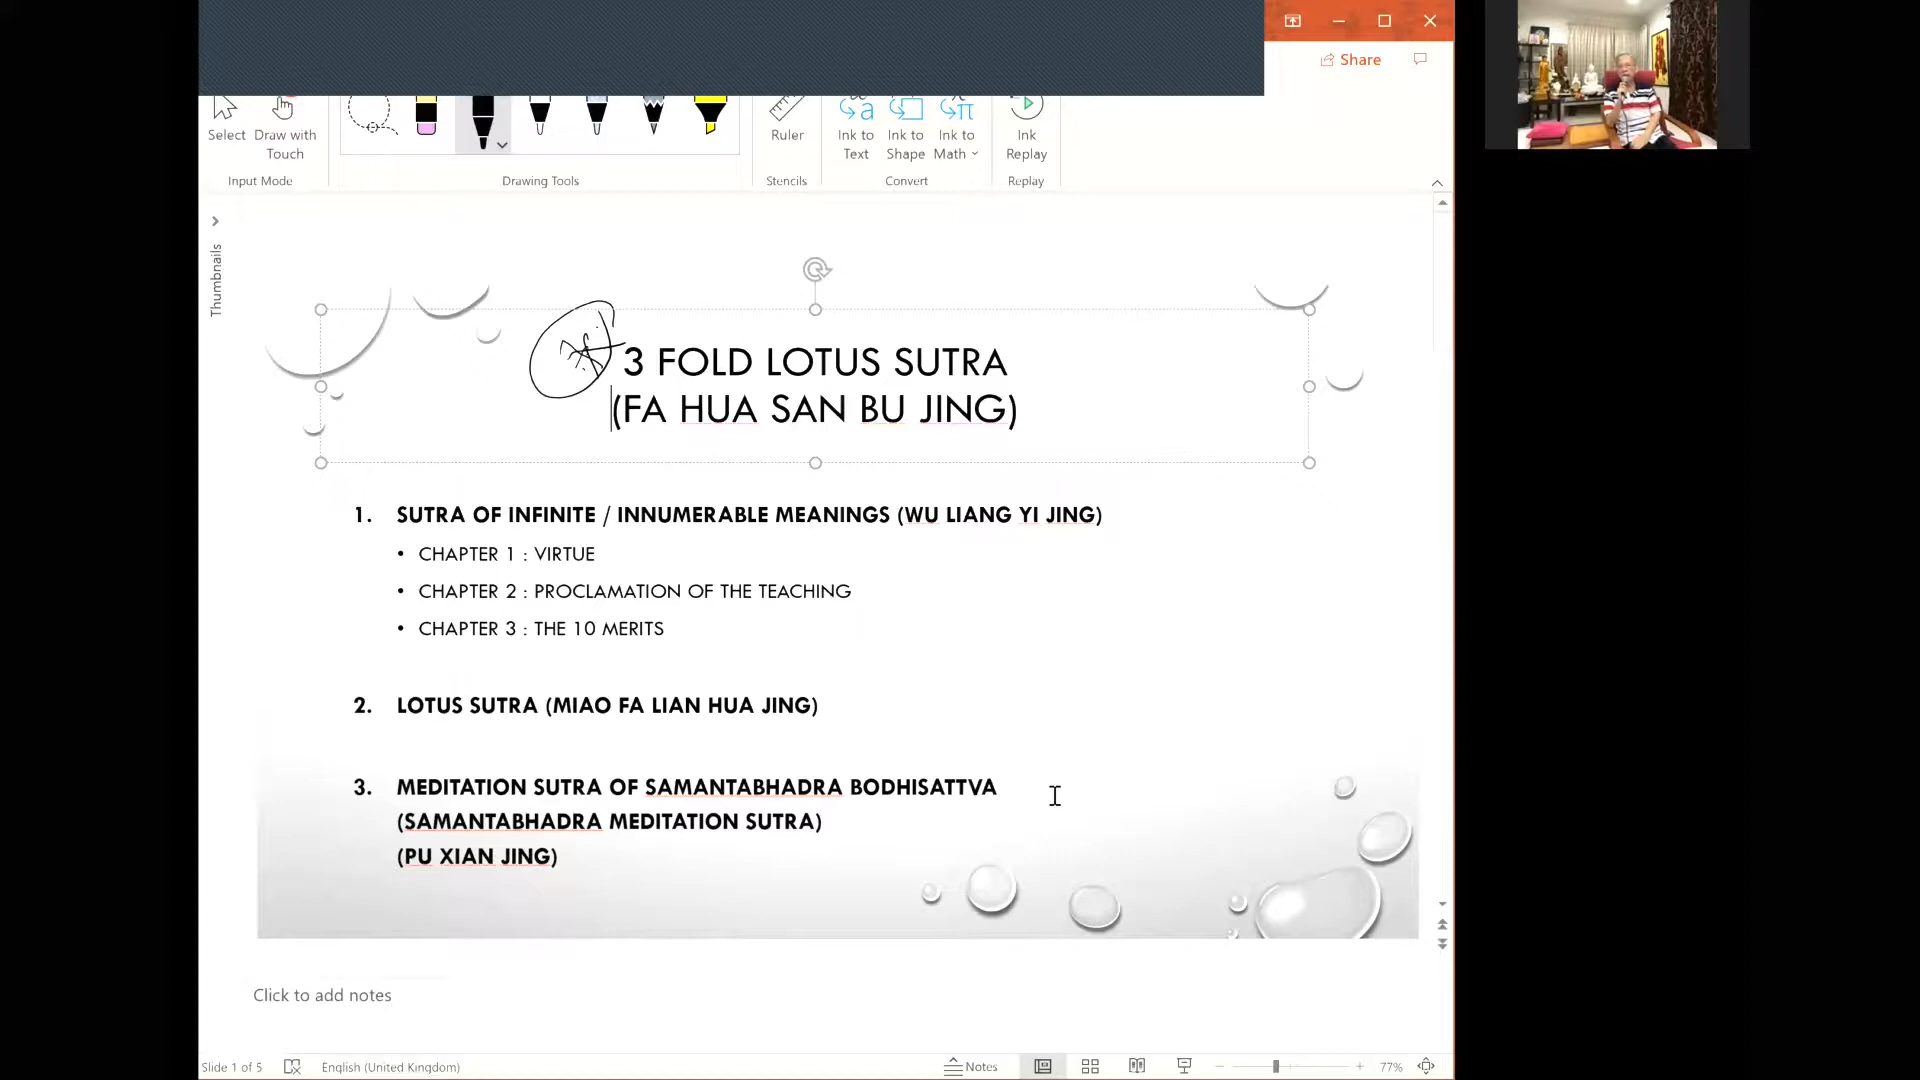 Share
Select
Draw with
Touch
Ruler
Ink to
Text
Ink to
Shape
Ink to
Math
Ink
Replay
Input Mode
Drawing Tools
Stencils
Convert
Replay
Thumbnails
3 FOLD LOTUS SUTRA
(FA HUA SAN BU JING)
1. SUTRA OF INFINITE / INNUMERABLE MEANINGS (WU LIANG YI JING)
• CHAPTER 1 : VIRTUE
• CHAPTER 2 : PROCLAMATION OF THE TEACHING
• CHAPTER 3 : THE 10 MERITS
2. LOTUS SUTRA (MIAO FA LIAN HUA JING)
3. MEDITATION SUTRA OF SAMANTABHADRA BODHISATTVA
(SAMANTABHADRA MEDITATION SUTRA)
(PU XIAN JING)
Click to add notes
Slide 1 of 5
English (United Kingdom)
Notes
77%